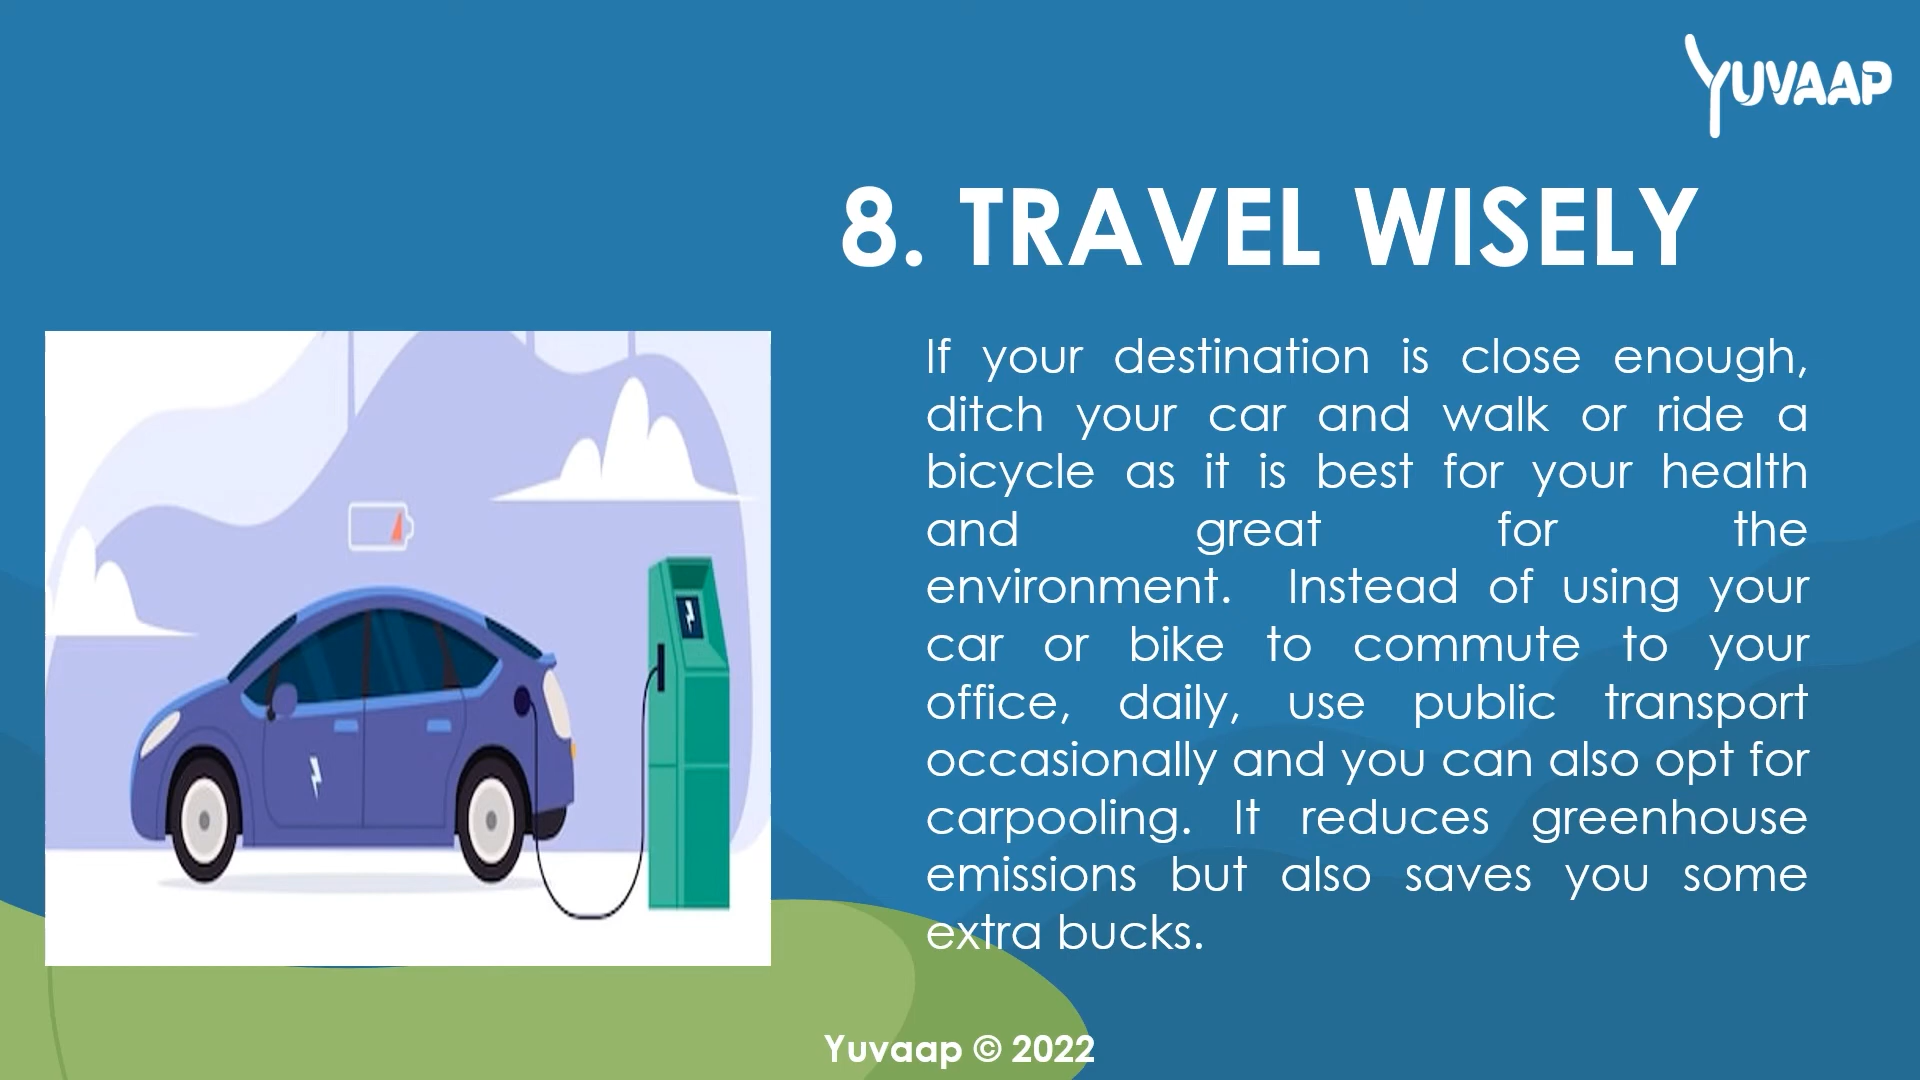 YUVAAP
8. TRAVEL WISELY
If your destination is close enough,
ditch your car and walk or ride a
bicycle as it is best for your health
and great for the
environment. Instead of using your
car or bike to commute to your
office, daily, use public transport
occasionally and you can also opt for
carpooling. It reduces greenhouse
emissions but also saves you some
extra bucks.
Yuvaap © 2022